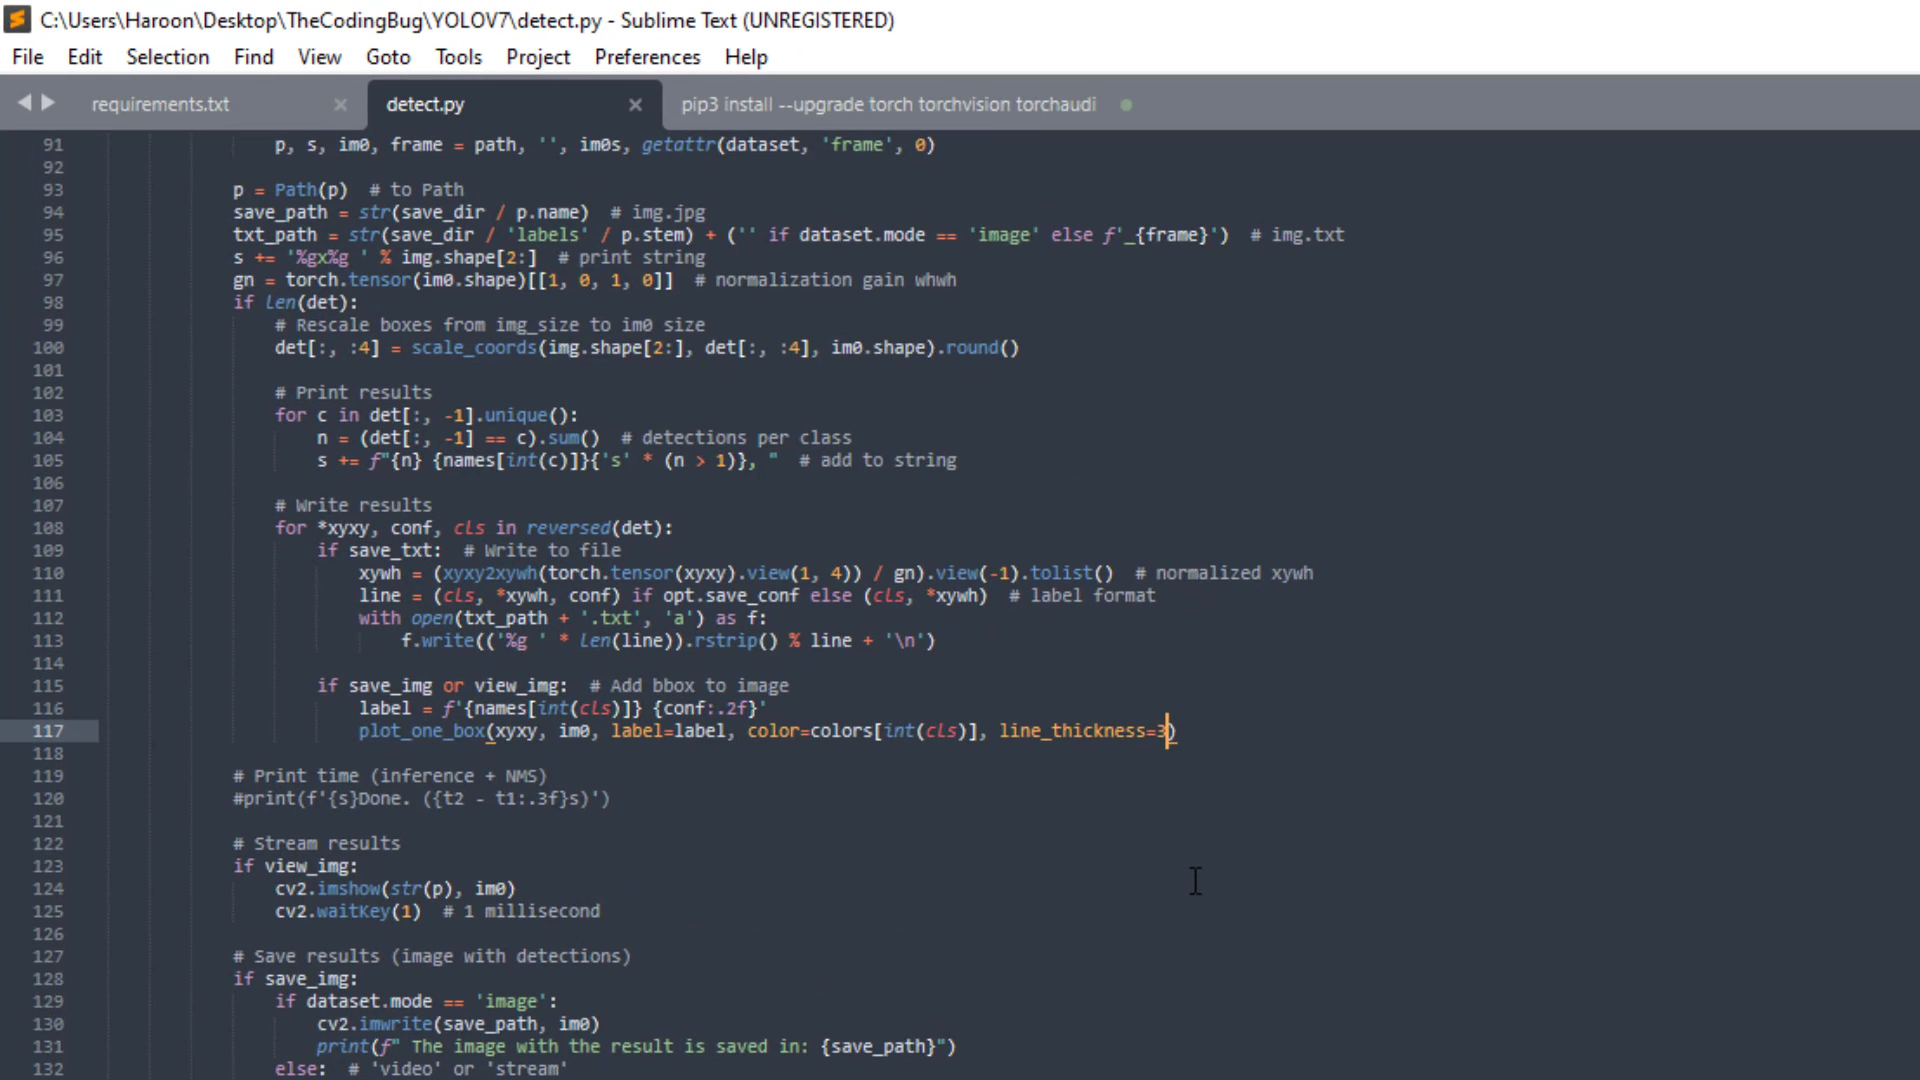 C:\Users\Haroon\Desktop\TheCodingBug\YOLOV7\detect.py - Sublime Text (UNREGISTERED)
File Edit Selection Find View Goto Tools Project Preferences Help
requirements.txt detect.py pip3 install --upgrade torch torchvision torchaudi
91 p, s, im0, frame = path, '', im0s, getattr(dataset, 'frame', 0)
92
93 p = Path(p)  # to Path
94 save_path = str(save_dir / p.name)  # img.jpg
95 txt_path = str(save_dir / 'labels' / p.stem) + ('' if dataset.mode == 'image' else f'_{frame}')  # img.txt
96 s += '%gx%g ' % img.shape[2:]  # print string
97 gn = torch.tensor(im0.shape)[[1, 0, 1, 0]]  # normalization gain whwh
98 if len(det):
99 # Rescale boxes from img_size to im0 size
100 det[:, :4] = scale_coords(img.shape[2:], det[:, :4], im0.shape).round()
101
102 # Print results
103 for c in det[:, -1].unique():
104 n = (det[:, -1] == c).sum()  # detections per class
105 s += f"{n} {names[int(c)]}{'s' * (n > 1)}, "  # add to string
106
107 # Write results
108 for *xyxy, conf, cls in reversed(det):
109 if save_txt:  # Write to file
110 xywh = (xyxy2xywh(torch.tensor(xyxy).view(1, 4)) / gn).view(-1).tolist()  # normalized xywh
111 line = (cls, *xywh, conf) if opt.save_conf else (cls, *xywh)  # label format
112 with open(txt_path + '.txt', 'a') as f:
113 f.write(('%g ' * len(line)).rstrip() % line + '\n')
114
115 if save_img or view_img:  # Add bbox to image
116 label = f'{names[int(cls)]} {conf:.2f}'
117 plot_one_box(xyxy, im0, label=label, color=colors[int(cls)], line_thickness=3)
118
119 # Print time (inference + NMS)
120 #print(f'{s}Done. ({t2 - t1:.3f}s)')
121
122 # Stream results
123 if view_img:
124 cv2.imshow(str(p), im0)
125 cv2.waitKey(1)  # 1 millisecond
126
127 # Save results (image with detections)
128 if save_img:
129 if dataset.mode == 'image':
130 cv2.imwrite(save_path, im0)
131 print(f" The image with the result is saved in: {save_path}")
132 else:  # 'video' or 'stream'